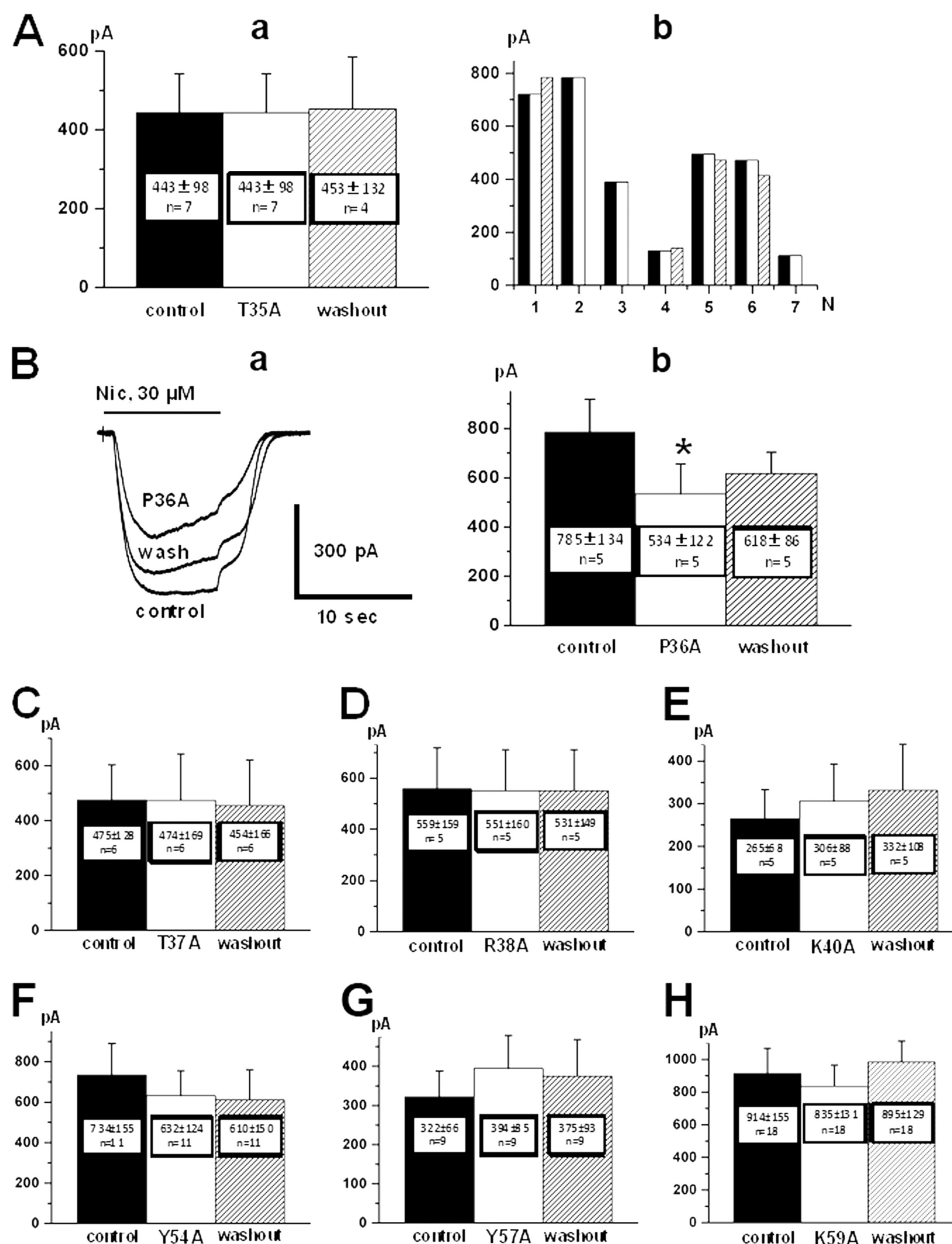 A
a
pA
600
400
200
0
443±98
n=7
443±98
n=7
453±132
n=4
control
T35A
washout
b
pA
800
600
400
200
0
1
2
3
4
5
6
7
N
B
a
Nic, 30 µM
P36A
wash
control
300 pA
10 sec
b
pA
800
600
400
200
0
*
785±134
n=5
534±122
n=5
618±86
n=5
control
P36A
washout
C
pA
600
400
200
0
475±128
n=6
474±169
n=6
454±166
n=6
control
T37A
washout
D
pA
600
400
200
0
559±159
n=5
551±160
n=5
531±149
n=5
control
R38A
washout
E
pA
400
300
200
100
0
265±68
n=5
306±88
n=5
332±108
n=5
control
K40A
washout
F
pA
800
600
400
200
0
734±155
n=11
632±124
n=11
610±150
n=11
control
Y54A
washout
G
pA
400
300
200
100
0
322±66
n=9
394±85
n=9
375±93
n=9
control
Y57A
washout
H
pA
1000
800
600
400
200
0
914±155
n=18
835±131
n=18
895±129
n=18
control
K59A
washout